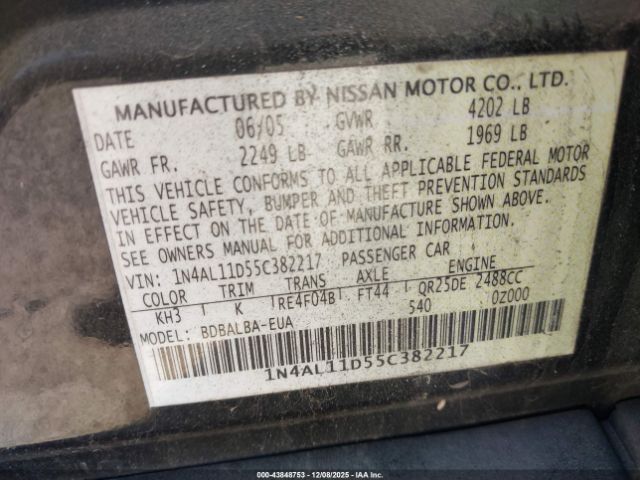 MANUFACTURED BY NISSAN MOTOR CO., LTD.
DATE 06/05 GVWR 4202 LB
GAWR FR. 2249 LB GAWR RR. 1969 LB
THIS VEHICLE CONFORMS TO ALL APPLICABLE FEDERAL MOTOR
VEHICLE SAFETY, BUMPER AND THEFT PREVENTION STANDARDS
IN EFFECT ON THE DATE OF MANUFACTURE SHOWN ABOVE.
SEE OWNERS MANUAL FOR ADDITIONAL INFORMATION.
VIN: 1N4AL11D55C382217 PASSENGER CAR
COLOR TRIM TRANS AXLE ENGINE
KH3 K RE4F04B FT44 QR25DE 2488CC
MODEL: BDBALBA-EUA S40 0Z000
1N4AL11D55C382217
000-43848753 — 12/08/2025 — IAA Inc.